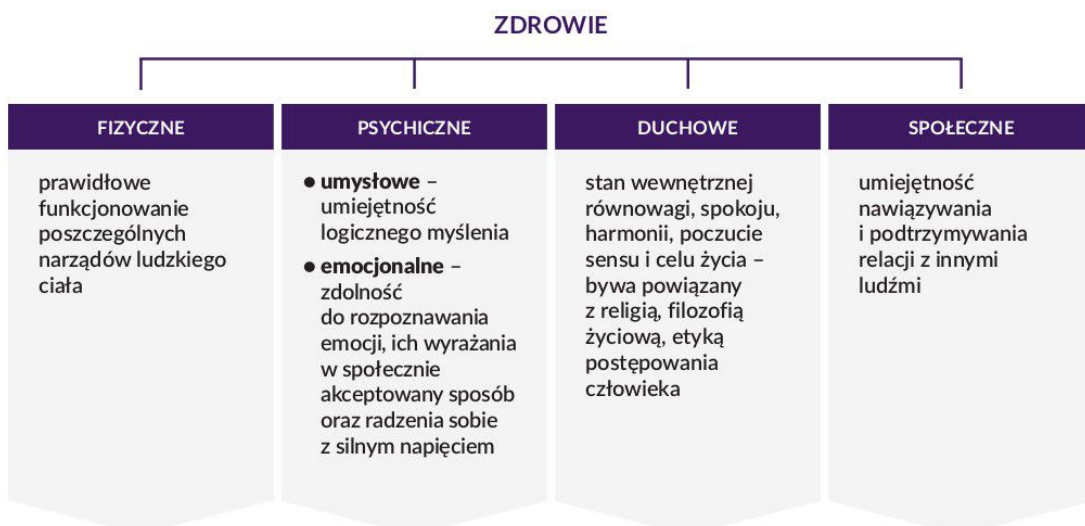 ZDROWIE
FIZYCZNE
prawidłowe
funkcjonowanie
poszczególnych
narządów ludzkiego
ciała
PSYCHICZNE
● umysłowe –
umiejętność
logicznego myślenia
● emocjonalne –
zdolność
do rozpoznawania
emocji, ich wyrażania
w społecznie
akceptowany sposób
oraz radzenia sobie
z silnym napięciem
DUCHOWE
stan wewnętrznej
równowagi, spokoju,
harmonii, poczucie
sensu i celu życia –
bywa powiązany
z religią, filozofią
życiową, etyką
postępowania
człowieka
SPOŁECZNE
umiejętność
nawiązywania
i podtrzymywania
relacji z innymi
ludźmi